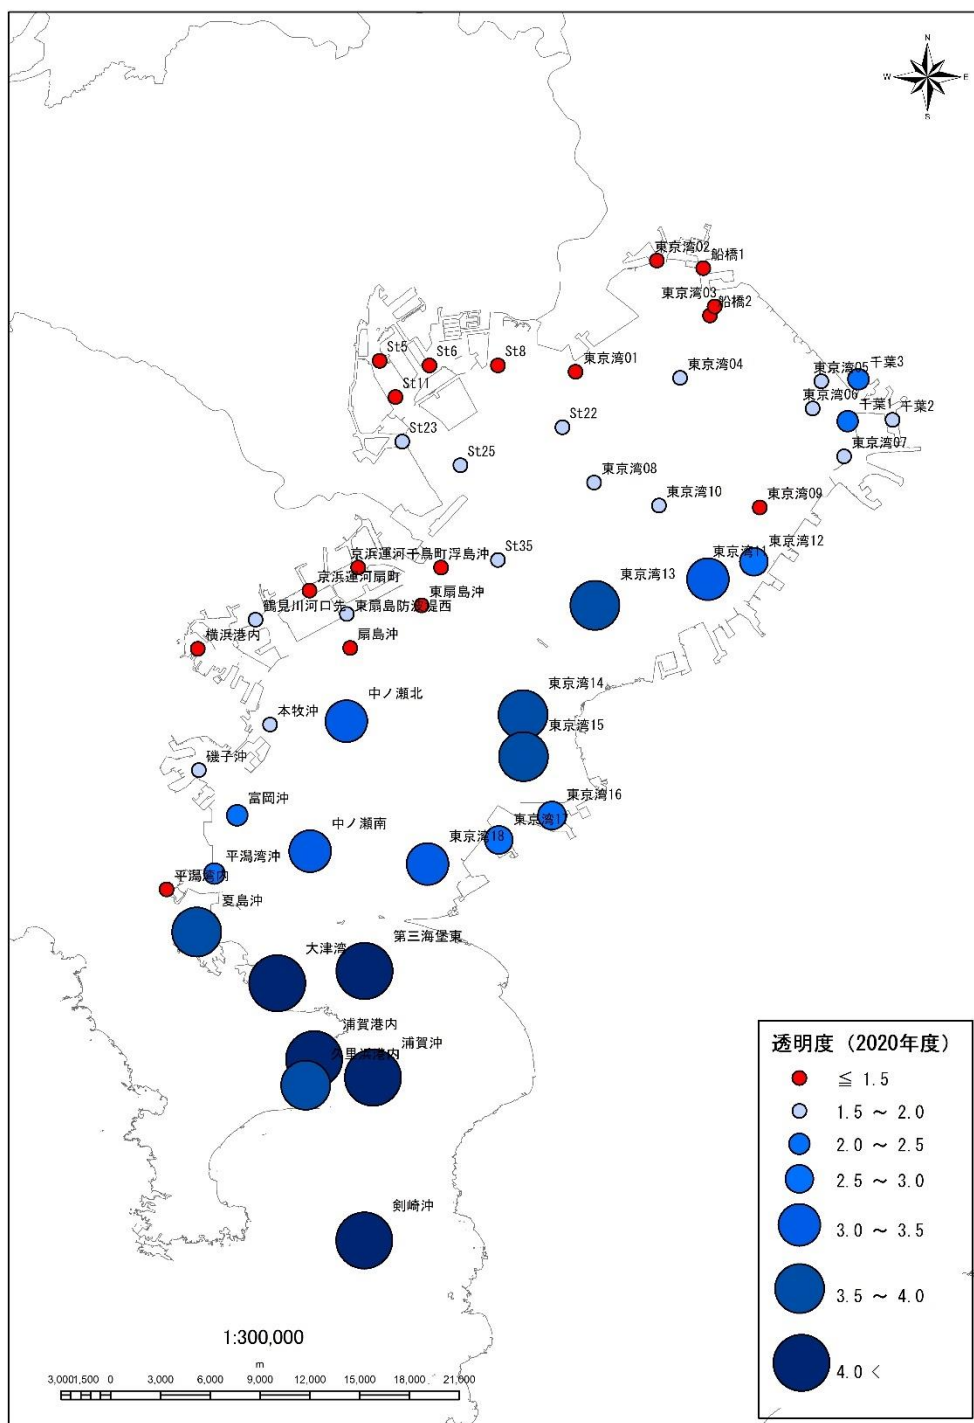 N
W
E
S
東京湾02
船橋1
東京湾03
船橋2
St5
St6
St8
東京湾01
東京湾04
東京湾05
千葉3
St11
東京湾06
千葉1
千葉2
St23
St22
東京湾07
St25
東京湾08
東京湾10
東京湾09
St35
東京湾12
京浜運河千鳥町
浮島沖
東京湾11
京浜運河扇町
東京湾13
鶴見川河口先
東扇島防波堤西
東扇島沖
横浜港内
扇島沖
東京湾14
中ノ瀬北
本牧沖
東京湾15
磯子沖
富岡沖
東京湾16
中ノ瀬南
東京湾17
東京湾18
平潟湾沖
平潟湾内
夏島沖
大津湾
第三海堡東
浦賀港内
浦賀沖
久里浜港内
剣崎沖
透明度（2020年度）
≦ 1.5
1.5 ～ 2.0
2.0 ～ 2.5
2.5 ～ 3.0
3.0 ～ 3.5
3.5 ～ 4.0
4.0 <
1:300,000
m
3,000 1,500 0 3,000 6,000 9,000 12,000 15,000 18,000 21,000